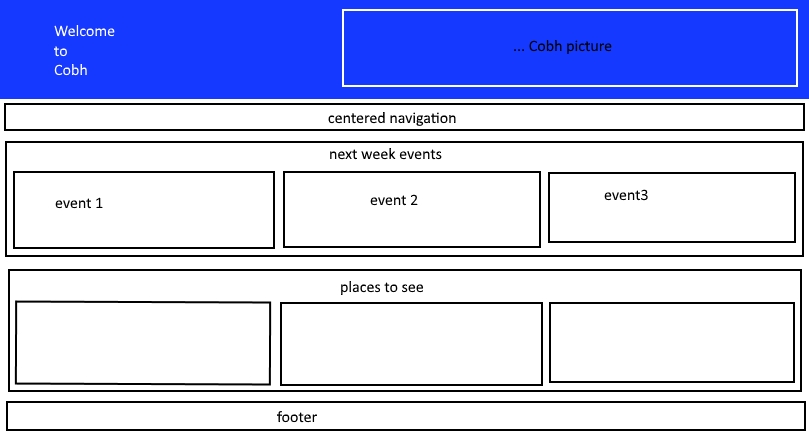 Welcome
to
Cobh
... Cobh picture
centered navigation
next week events
event 1
event 2
event3
places to see
footer